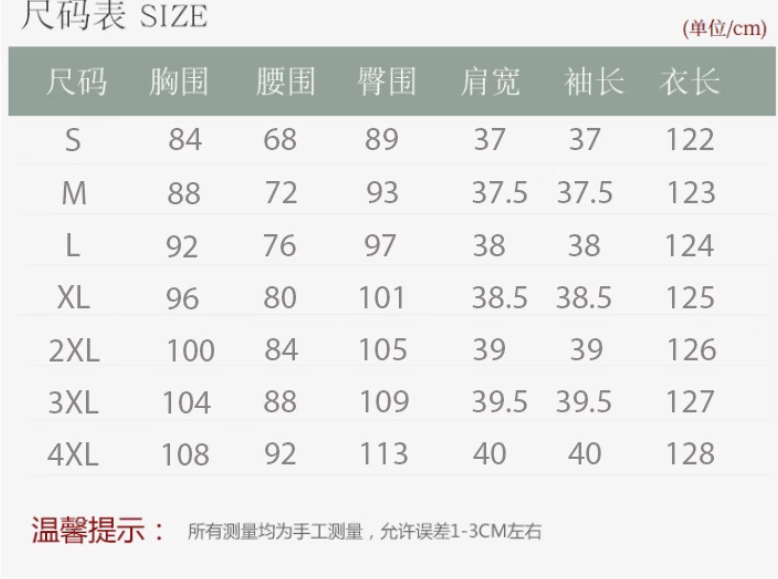 尺码表 SIZE
(单位/cm)
尺码 胸围 腰围 臀围 肩宽 袖长 衣长
S 84 68 89 37 37 122
M 88 72 93 37.5 37.5 123
L 92 76 97 38 38 124
XL 96 80 101 38.5 38.5 125
2XL 100 84 105 39 39 126
3XL 104 88 109 39.5 39.5 127
4XL 108 92 113 40 40 128
温馨提示： 所有测量均为手工测量，允许误差1-3CM左右